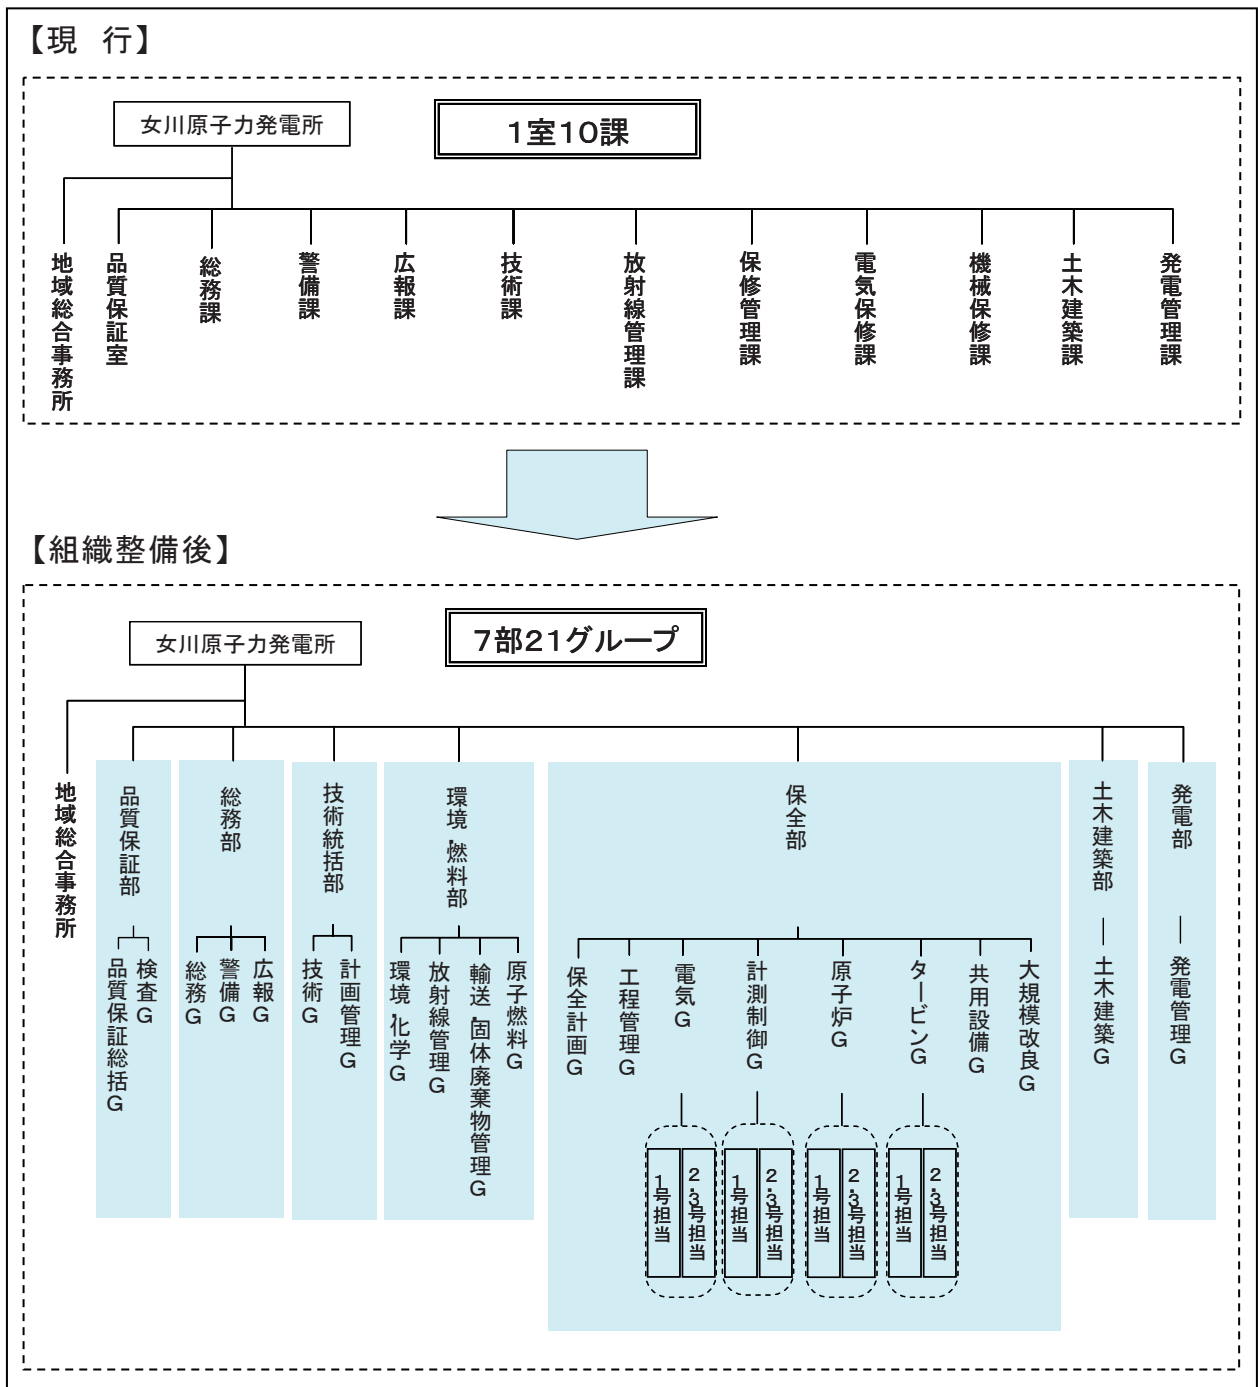 【現　行】
女川原子力発電所
１室１０課
地域総合事務所
品質保証室
総務課
警備課
広報課
技術課
放射線管理課
保修管理課
電気保修課
機械保修課
土木建築課
発電管理課
【組織整備後】
女川原子力発電所
７部２１グループ
地域総合事務所
品質保証部
総務部
技術統括部
環境・燃料部
保全部
土木建築部
発電部
品質保証総括G
検査G
総務G
警備G
広報G
技術G
計画管理G
環境・化学G
放射線管理G
輸送・固体廃棄物管理G
原子燃料G
保全計画G
工程管理G
電気G
計測制御G
原子炉G
タービンG
共用設備G
大規模改良G
土木建築G
発電管理G
１号担当
２・３号担当
１号担当
２・３号担当
１号担当
２・３号担当
１号担当
２・３号担当